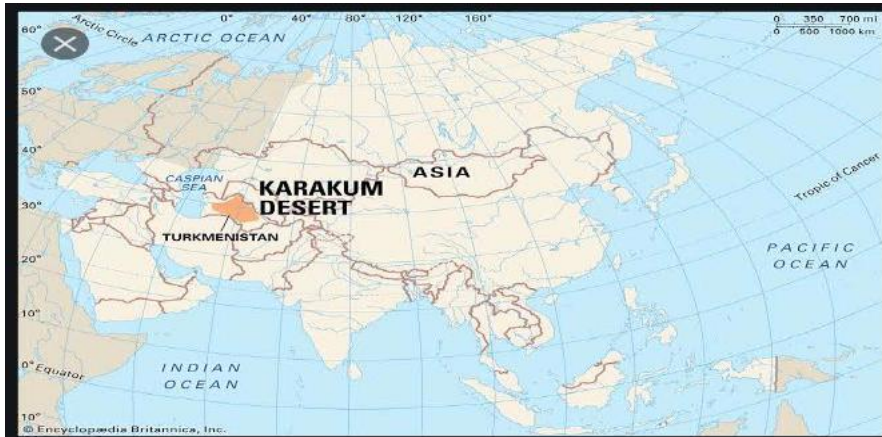 0° 80° 120° 160°
0 350 700 mi
0 500 1000 km
60°
Arctic Circle
ARCTIC OCEAN
50°
40°
CASPIAN
SEA
ASIA
KARAKUM
DESERT
Tropic of Cancer
30°
TURKMENISTAN
PACIFIC
OCEAN
20°
10°
0°
Equator
INDIAN
OCEAN
10°
© Encyclopædia Britannica, Inc.